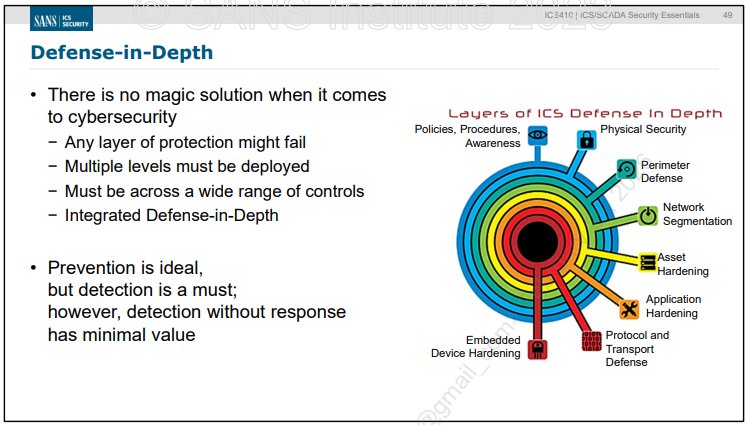 © SANS Institute 2023
SANS ICS SECURITY
ICS410 | ICS/SCADA Security Essentials 49
Defense-in-Depth
• There is no magic solution when it comes
to cybersecurity
− Any layer of protection might fail
− Multiple levels must be deployed
− Must be across a wide range of controls
− Integrated Defense-in-Depth
• Prevention is ideal,
but detection is a must;
however, detection without response
has minimal value
Layers of ICS Defense In Depth
Policies, Procedures,
Awareness
Physical Security
Perimeter
Defense
Network
Segmentation
Asset
Hardening
Application
Hardening
Protocol and
Transport
Defense
Embedded
Device Hardening